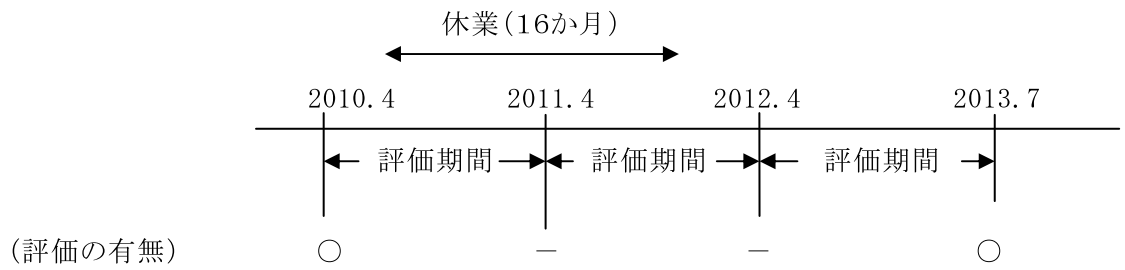 休業(16か月)
2010.4 2011.4 2012.4 2013.7
評価期間 評価期間 評価期間
(評価の有無) ○ － － ○